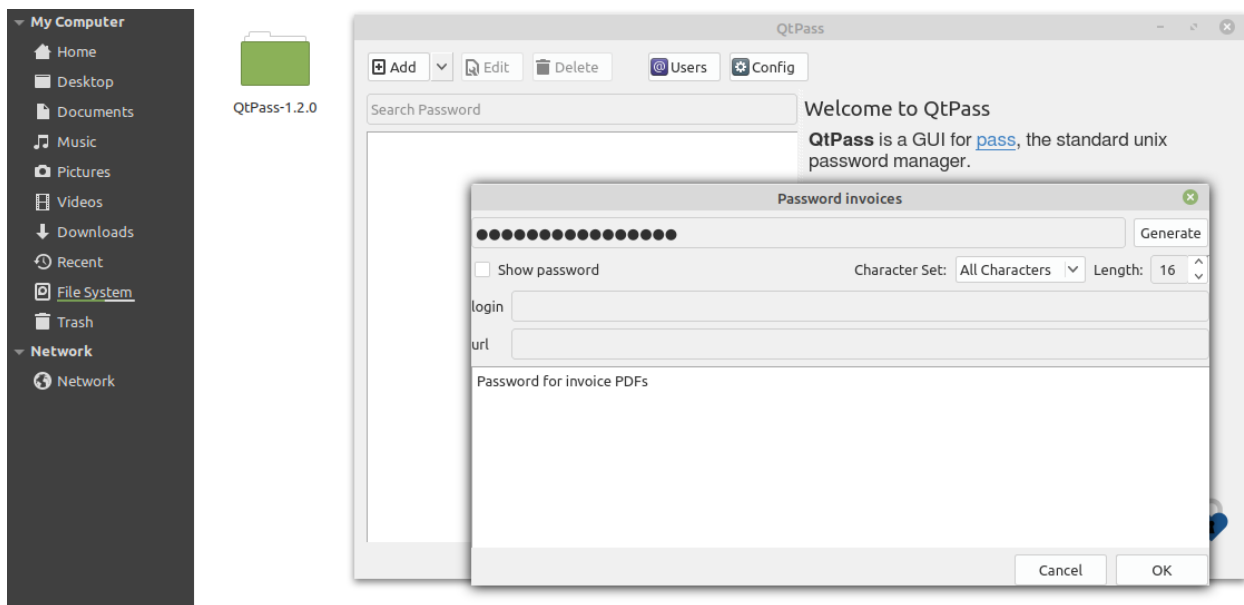 My Computer
Home
Desktop
Documents
Music
Pictures
Videos
Downloads
Recent
File System
Trash
Network
Network
QtPass-1.2.0
QtPass
Add Edit Delete Users Config
Search Password
Welcome to QtPass
QtPass is a GUI for pass, the standard unix
password manager.
Password invoices
●●●●●●●●●●●●●●●● Generate
Show password Character Set: All Characters Length: 16
login
url
Password for invoice PDFs
Cancel OK